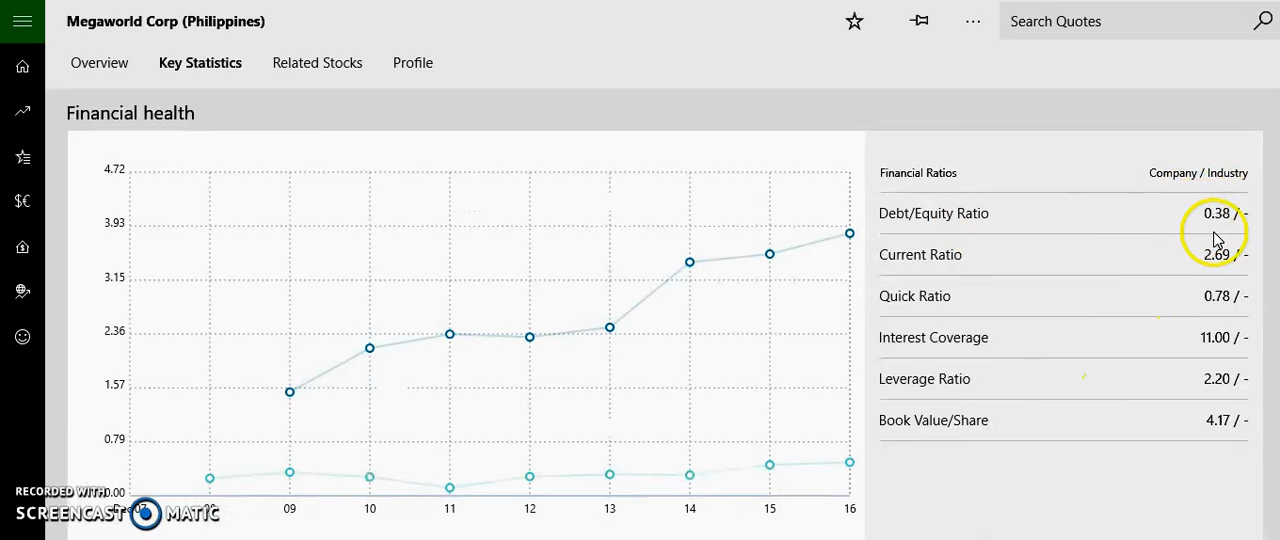 Megaworld Corp (Philippines)
Search Quotes
Overview Key Statistics Related Stocks Profile
Financial health
4.72
3.93
3.15
2.36
1.57
0.79
0.00
09 10 11 12 13 14 15 16
Financial Ratios Company / Industry
Debt/Equity Ratio 0.38 / -
Current Ratio 2.69 / -
Quick Ratio 0.78 / -
Interest Coverage 11.00 / -
Leverage Ratio 2.20 / -
Book Value/Share 4.17 / -
RECORDED WITH
SCREENCAST MATIC